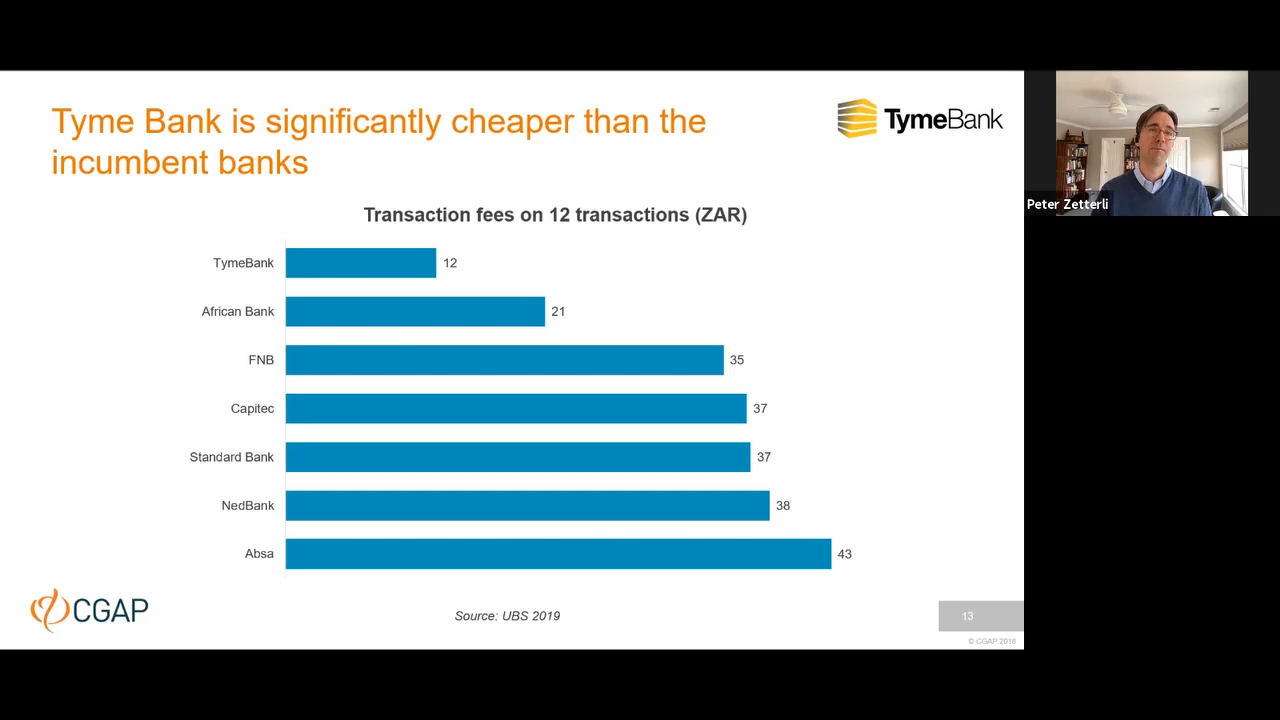 Tyme Bank is significantly cheaper than the
incumbent banks
TymeBank
Peter Zetterli
Transaction fees on 12 transactions (ZAR)
TymeBank 12
African Bank 21
FNB 35
Capitec 37
Standard Bank 37
NedBank 38
Absa 43
CGAP
Source: UBS 2019
13
© CGAP 2016